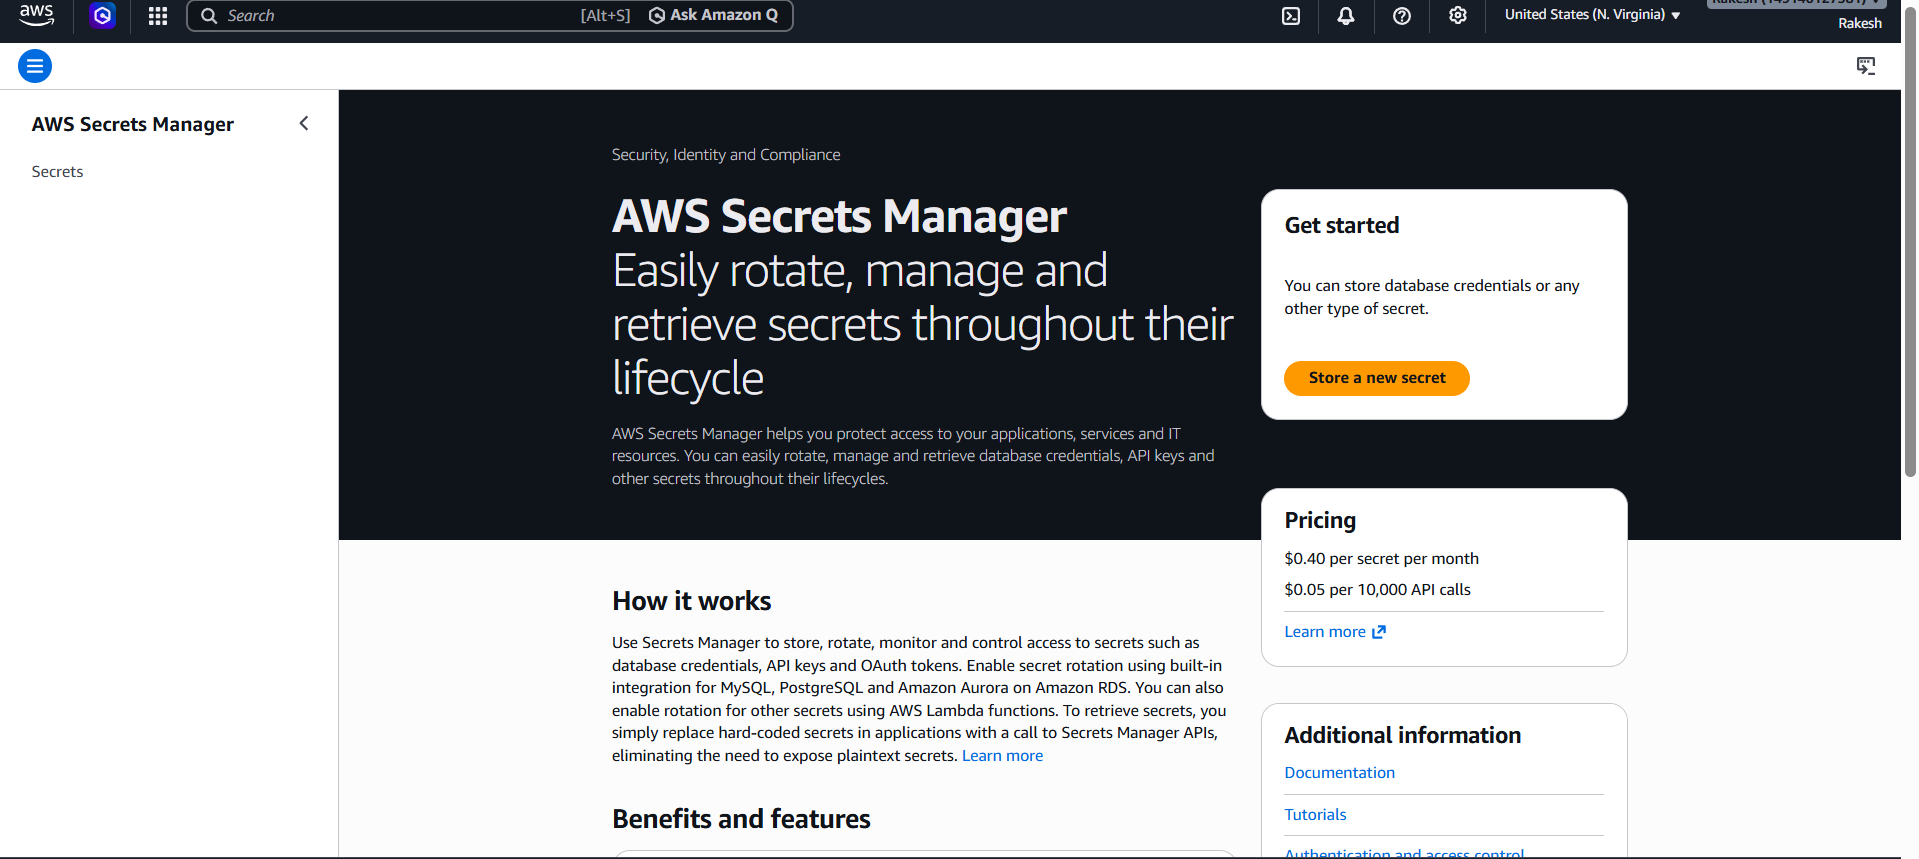 aws
Search
[Alt+S]
Ask Amazon Q
United States (N. Virginia)
Rakesh
AWS Secrets Manager
Secrets
Security, Identity and Compliance
AWS Secrets Manager
Easily rotate, manage and
retrieve secrets throughout their
lifecycle
AWS Secrets Manager helps you protect access to your applications, services and IT
resources. You can easily rotate, manage and retrieve database credentials, API keys and
other secrets throughout their lifecycles.
Get started
You can store database credentials or any
other type of secret.
Store a new secret
Pricing
$0.40 per secret per month
$0.05 per 10,000 API calls
Learn more
How it works
Use Secrets Manager to store, rotate, monitor and control access to secrets such as
database credentials, API keys and OAuth tokens. Enable secret rotation using built-in
integration for MySQL, PostgreSQL and Amazon Aurora on Amazon RDS. You can also
enable rotation for other secrets using AWS Lambda functions. To retrieve secrets, you
simply replace hard-coded secrets in applications with a call to Secrets Manager APIs,
eliminating the need to expose plaintext secrets. Learn more
Benefits and features
Additional information
Documentation
Tutorials
Authentication and access control